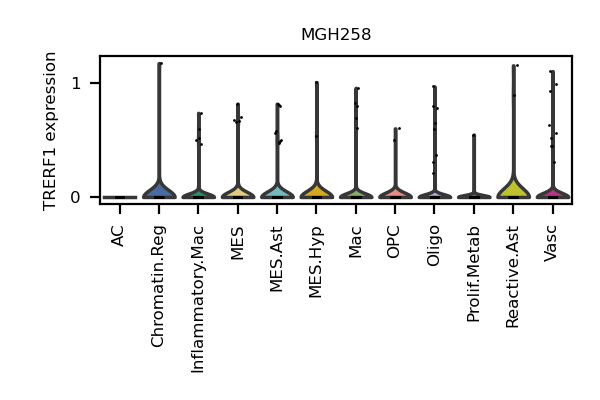 MGH258
TRERF1 expression
1
0
AC
Chromatin.Reg
Inflammatory.Mac
MES
MES.Ast
MES.Hyp
Mac
OPC
Oligo
Prolif.Metab
Reactive.Ast
Vasc